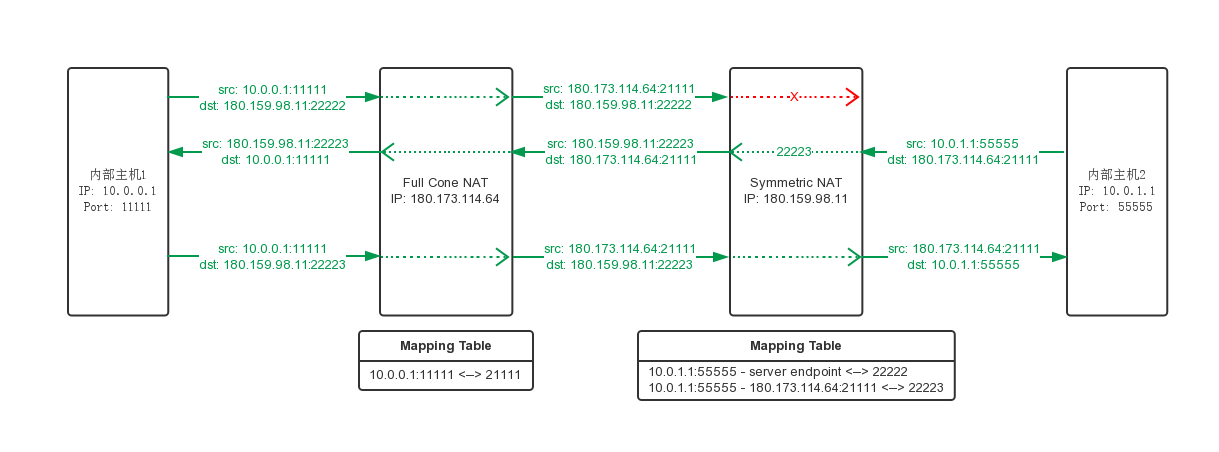 src: 10.0.0.1:11111
dst: 180.159.98.11:22222
src: 180.173.114.64:21111
dst: 180.159.98.11:22222
X
src: 180.159.98.11:22223
dst: 10.0.0.1:11111
src: 180.159.98.11:22223
dst: 180.173.114.64:21111
22223
src: 10.0.1.1:55555
dst: 180.173.114.64:21111
内部主机1
IP: 10.0.0.1
Port: 11111
Full Cone NAT
IP: 180.173.114.64
Symmetric NAT
IP: 180.159.98.11
内部主机2
IP: 10.0.1.1
Port: 55555
src: 10.0.0.1:11111
dst: 180.159.98.11:22223
src: 180.173.114.64:21111
dst: 180.159.98.11:22223
src: 180.173.114.64:21111
dst: 10.0.1.1:55555
Mapping Table
10.0.0.1:11111 <--> 21111
Mapping Table
10.0.1.1:55555 - server endpoint <--> 22222
10.0.1.1:55555 - 180.173.114.64:21111 <--> 22223